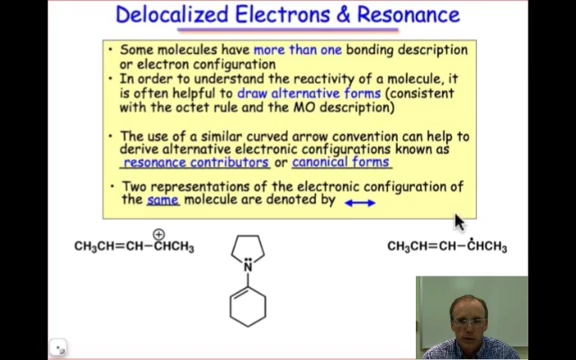 Delocalized Electrons & Resonance
• Some molecules have more than one bonding description
or electron configuration
• In order to understand the reactivity of a molecule, it
is often helpful to draw alternative forms (consistent
with the octet rule and the MO description)
• The use of a similar curved arrow convention can help to
derive alternative electronic configurations known as
resonance contributors or canonical forms
• Two representations of the electronic configuration of
the same molecule are denoted by ↔
CH₃CH=CH–CHCH₃
⊕
N
CH₃CH=CH–ĊHCH₃